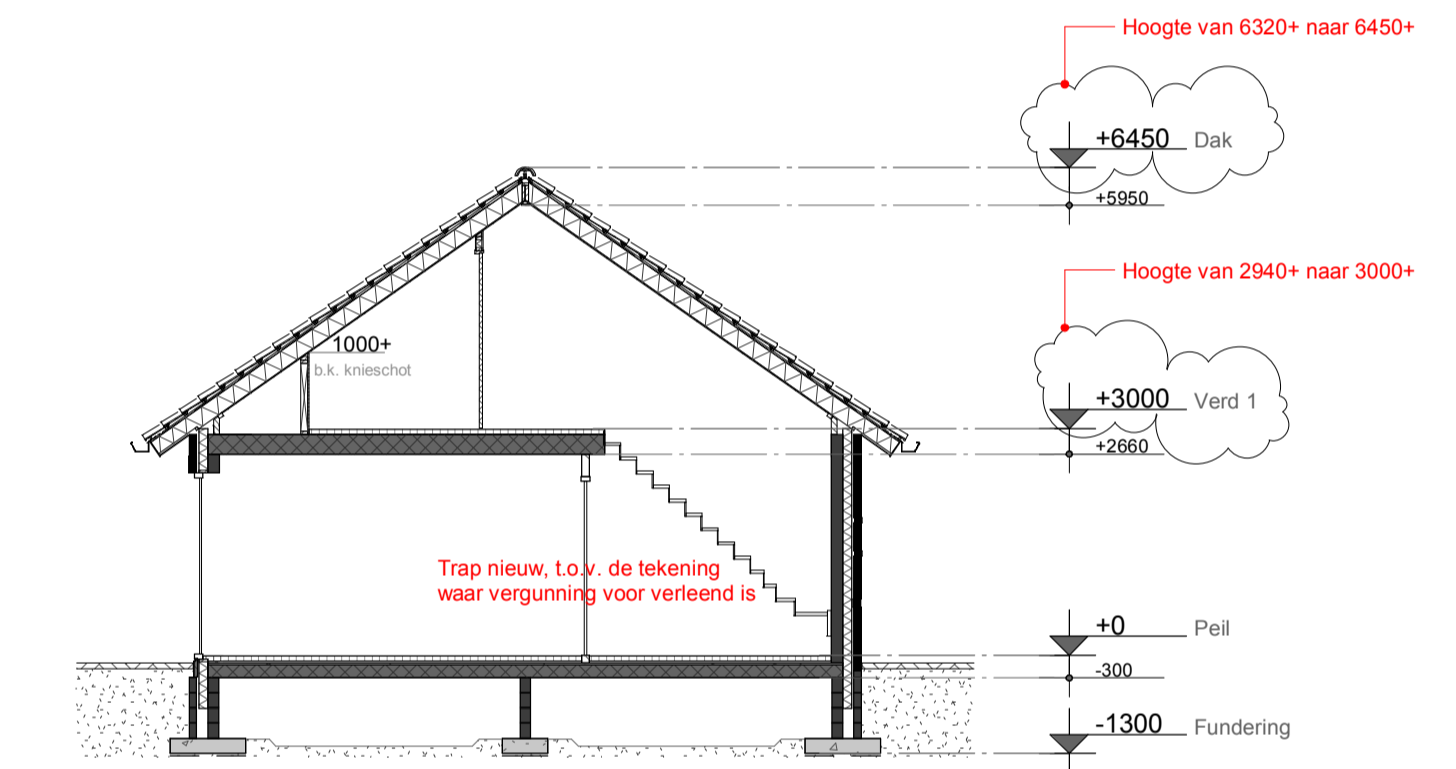 Hoogte van 6320+ naar 6450+
+6450 Dak
+5950
Hoogte van 2940+ naar 3000+
1000+
b.k. knieschot
+3000 Verd 1
+2660
Trap nieuw, t.o.v. de tekening
waar vergunning voor verleend is
+0 Peil
-300
-1300 Fundering